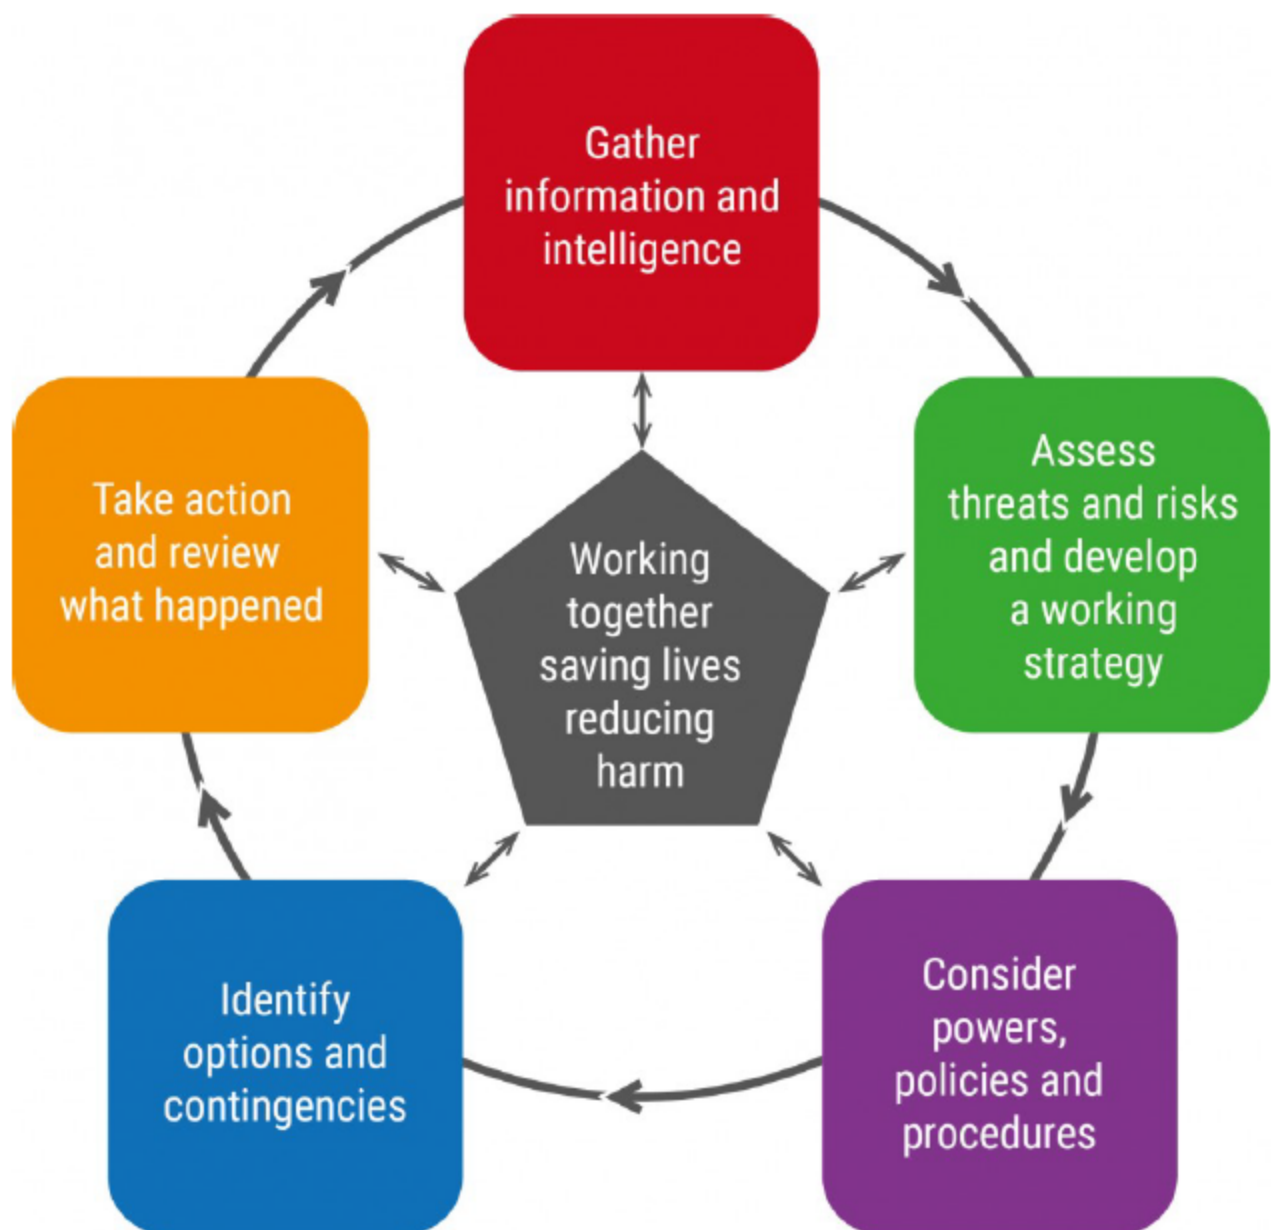 Gather
information and
intelligence
Assess
threats and risks
and develop
a working
strategy
Consider
powers,
policies and
procedures
Identify
options and
contingencies
Take action
and review
what happened
Working
together
saving lives
reducing
harm